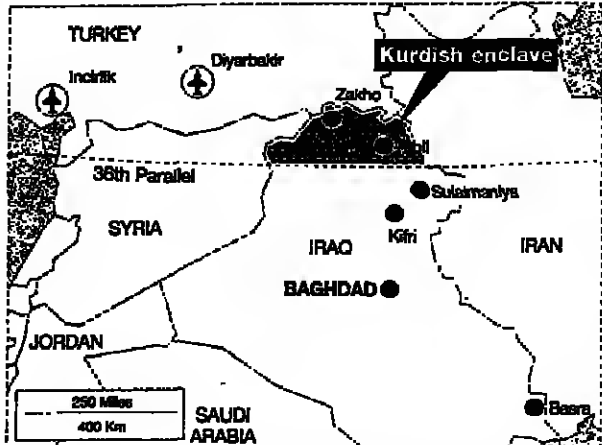 TURKEY
Incirlik
Diyarbakir
Kurdish enclave
Zakho
36th Parallel
Sulaimaniya
SYRIA
Kifri
IRAQ
IRAN
BAGHDAD
JORDAN
250 Miles
400 Km
SAUDI
ARABIA
Basra